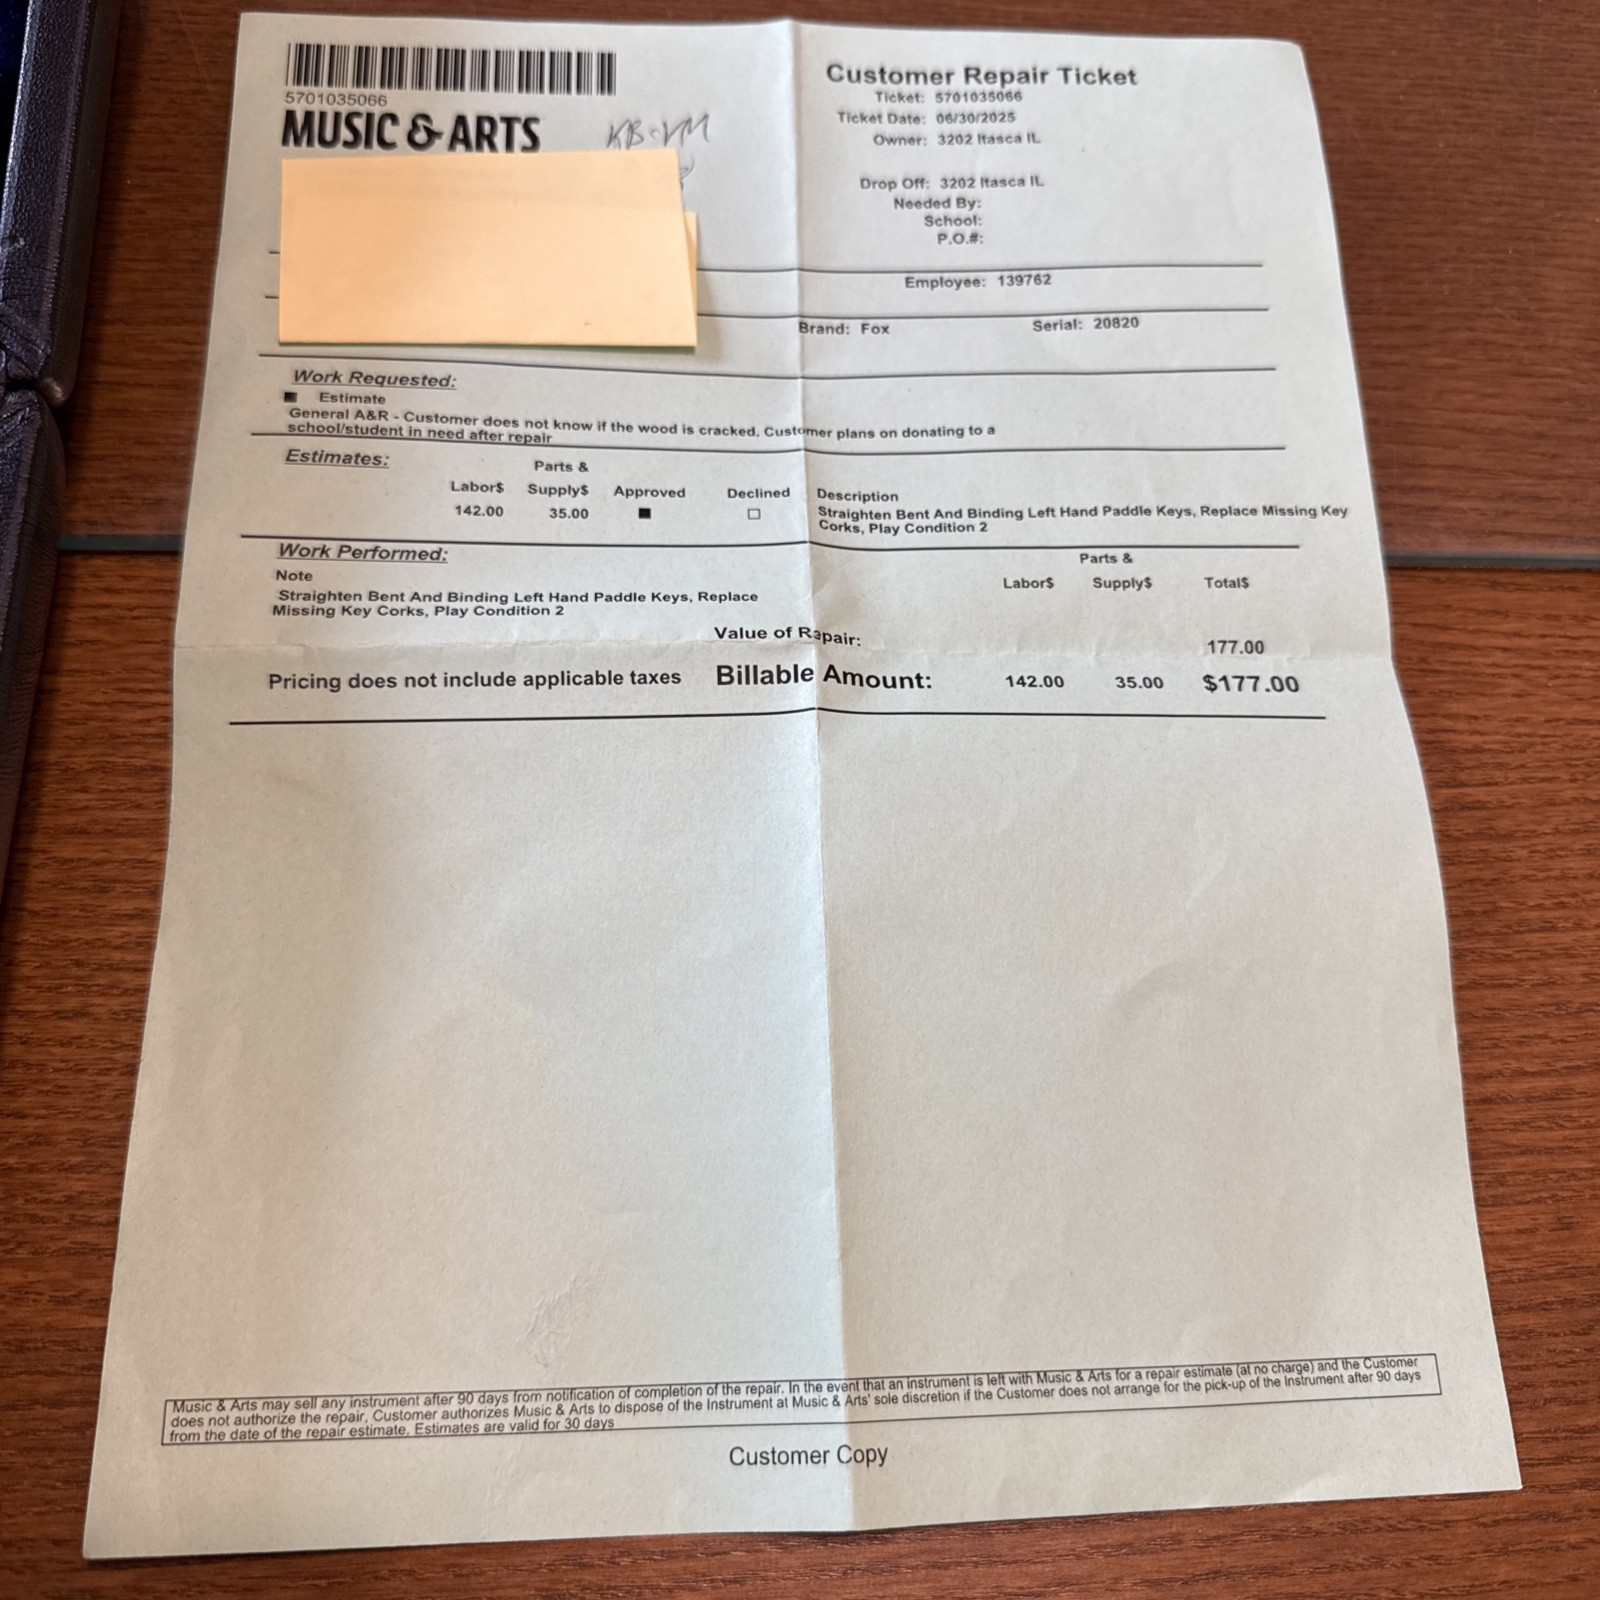 5701035066
MUSIC & ARTS
Customer Repair Ticket
Ticket: 5701035066
Ticket Date: 06/30/2025
Owner: 3202 Itasca IL
Drop Off: 3202 Itasca IL
Needed By:
School:
P.O.#:
Employee: 139762
Brand: Fox Serial: 20820
Work Requested:
Estimate
General A&R - Customer does not know if the wood is cracked. Customer plans on donating to a
school/student in need after repair
Estimates:
Parts &
Labor$ Supply$ Approved Declined Description
142.00 35.00 Straighten Bent And Binding Left Hand Paddle Keys, Replace Missing Key
Corks, Play Condition 2
Work Performed:
Parts &
Note Labor$ Supply$ Total$
Straighten Bent And Binding Left Hand Paddle Keys, Replace
Missing Key Corks, Play Condition 2
Value of Repair: 177.00
Pricing does not include applicable taxes Billable Amount: 142.00 35.00 $177.00
Music & Arts may sell any instrument after 90 days from notification of completion of the repair. In the event that an instrument is left with Music & Arts for a repair estimate (at no charge) and the Customer
does not authorize the repair, Customer authorizes Music & Arts to dispose of the Instrument at Music & Arts' sole discretion if the Customer does not arrange for the pick-up of the Instrument after 90 days
from the date of the repair estimate. Estimates are valid for 30 days
Customer Copy